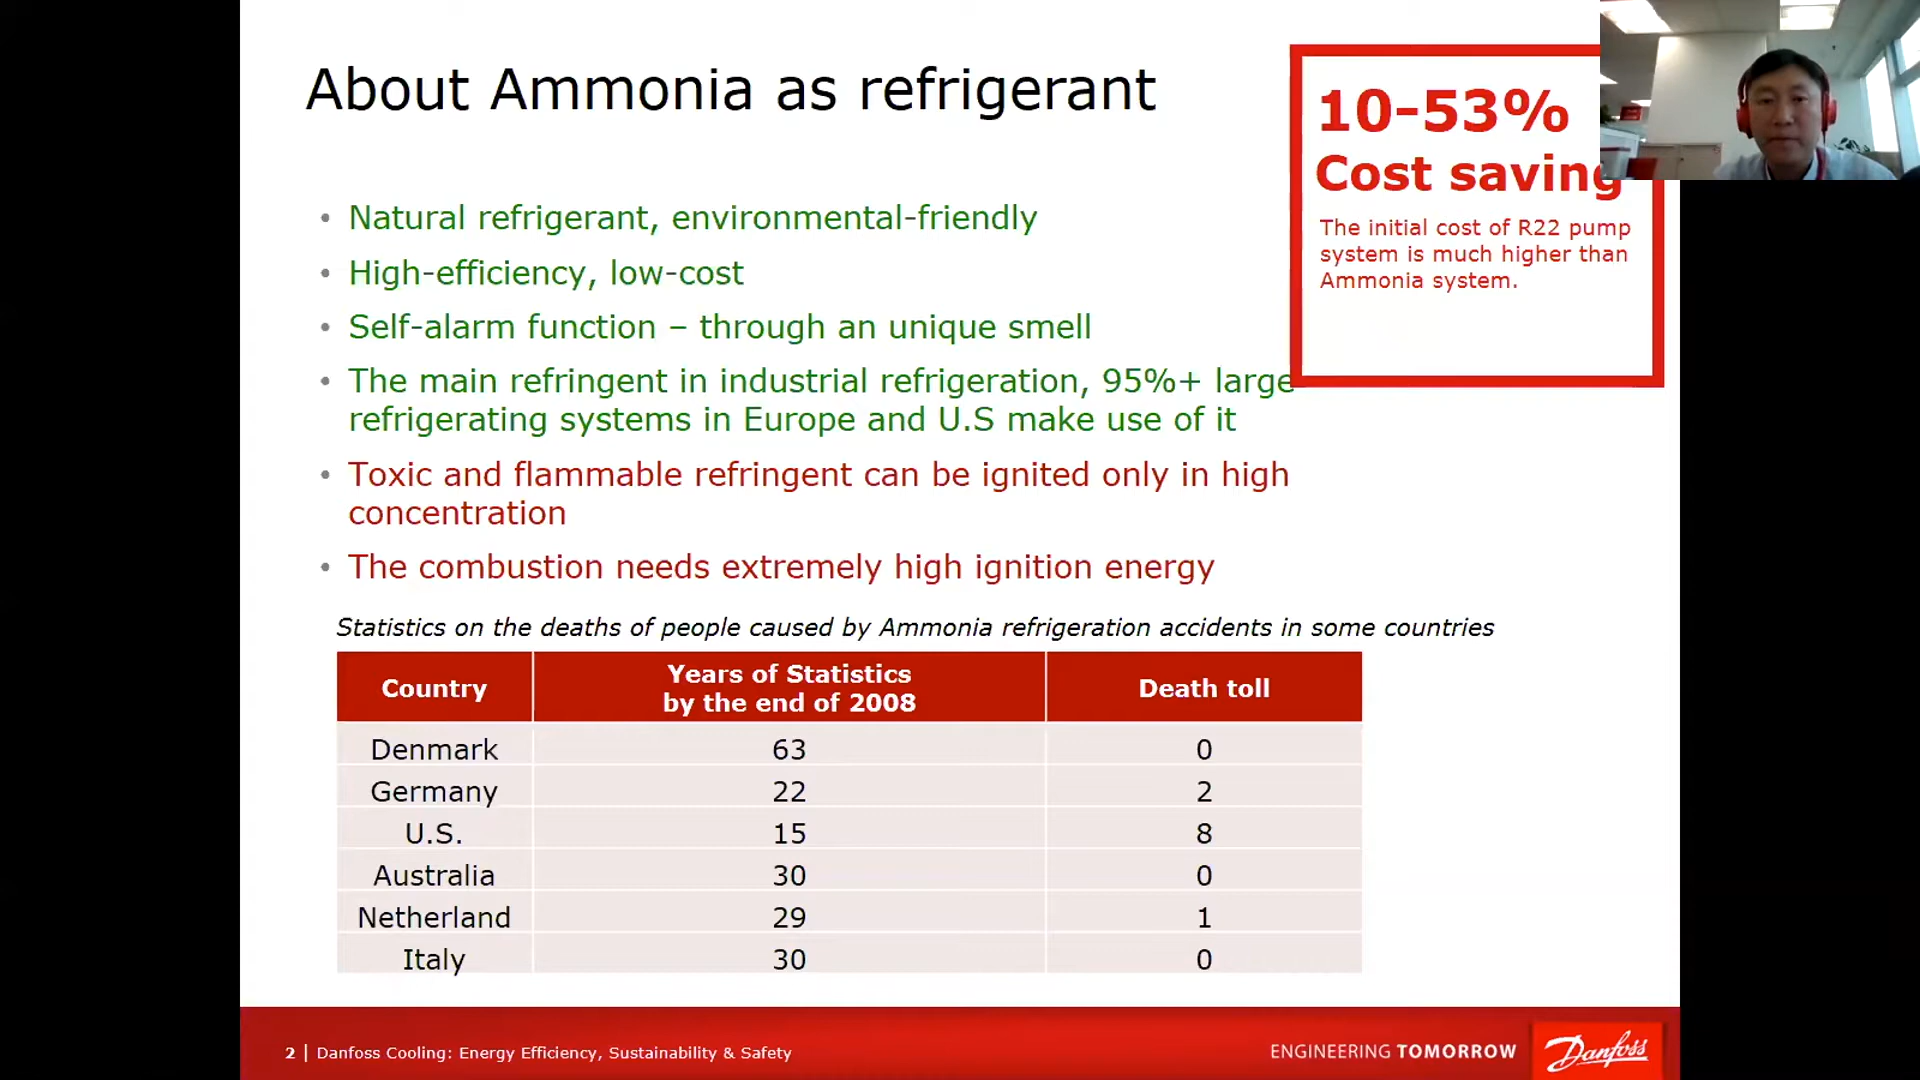 About Ammonia as refrigerant
10-53%
Cost saving
The initial cost of R22 pump
system is much higher than
Ammonia system.
• Natural refrigerant, environmental-friendly
• High-efficiency, low-cost
• Self-alarm function – through an unique smell
• The main refringent in industrial refrigeration, 95%+ large
refrigerating systems in Europe and U.S make use of it
• Toxic and flammable refringent can be ignited only in high
concentration
• The combustion needs extremely high ignition energy
Statistics on the deaths of people caused by Ammonia refrigeration accidents in some countries
Country Years of Statistics by the end of 2008 Death toll
Denmark 63 0
Germany 22 2
U.S. 15 8
Australia 30 0
Netherland 29 1
Italy 30 0
2 | Danfoss Cooling: Energy Efficiency, Sustainability & Safety
ENGINEERING TOMORROW
Danfoss